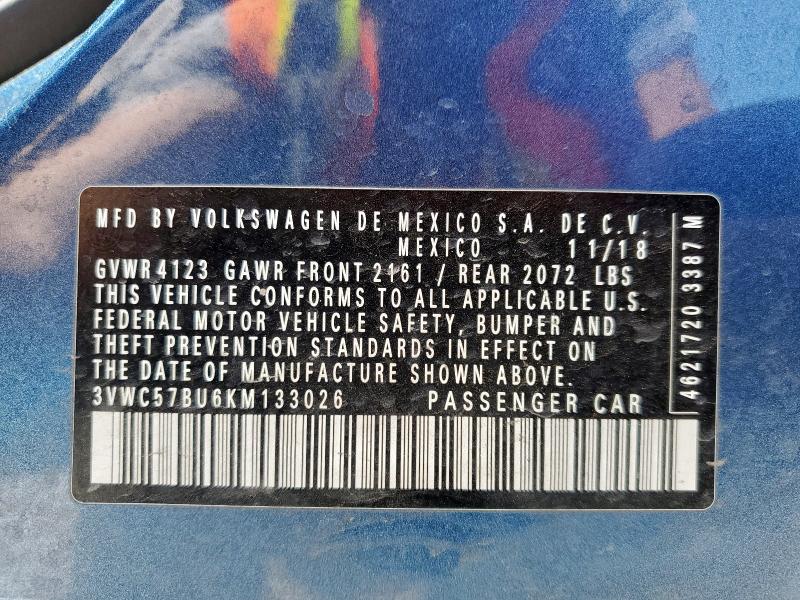 MFD BY VOLKSWAGEN DE MEXICO S.A. DE C.V.
MEXICO 11/18
GVWR 4123 GAWR FRONT 2161 / REAR 2072 LBS
THIS VEHICLE CONFORMS TO ALL APPLICABLE U.S.
FEDERAL MOTOR VEHICLE SAFETY, BUMPER AND
THEFT PREVENTION STANDARDS IN EFFECT ON
THE DATE OF MANUFACTURE SHOWN ABOVE.
3VWC57BU6KM133026 PASSENGER CAR
4621720 3387 M